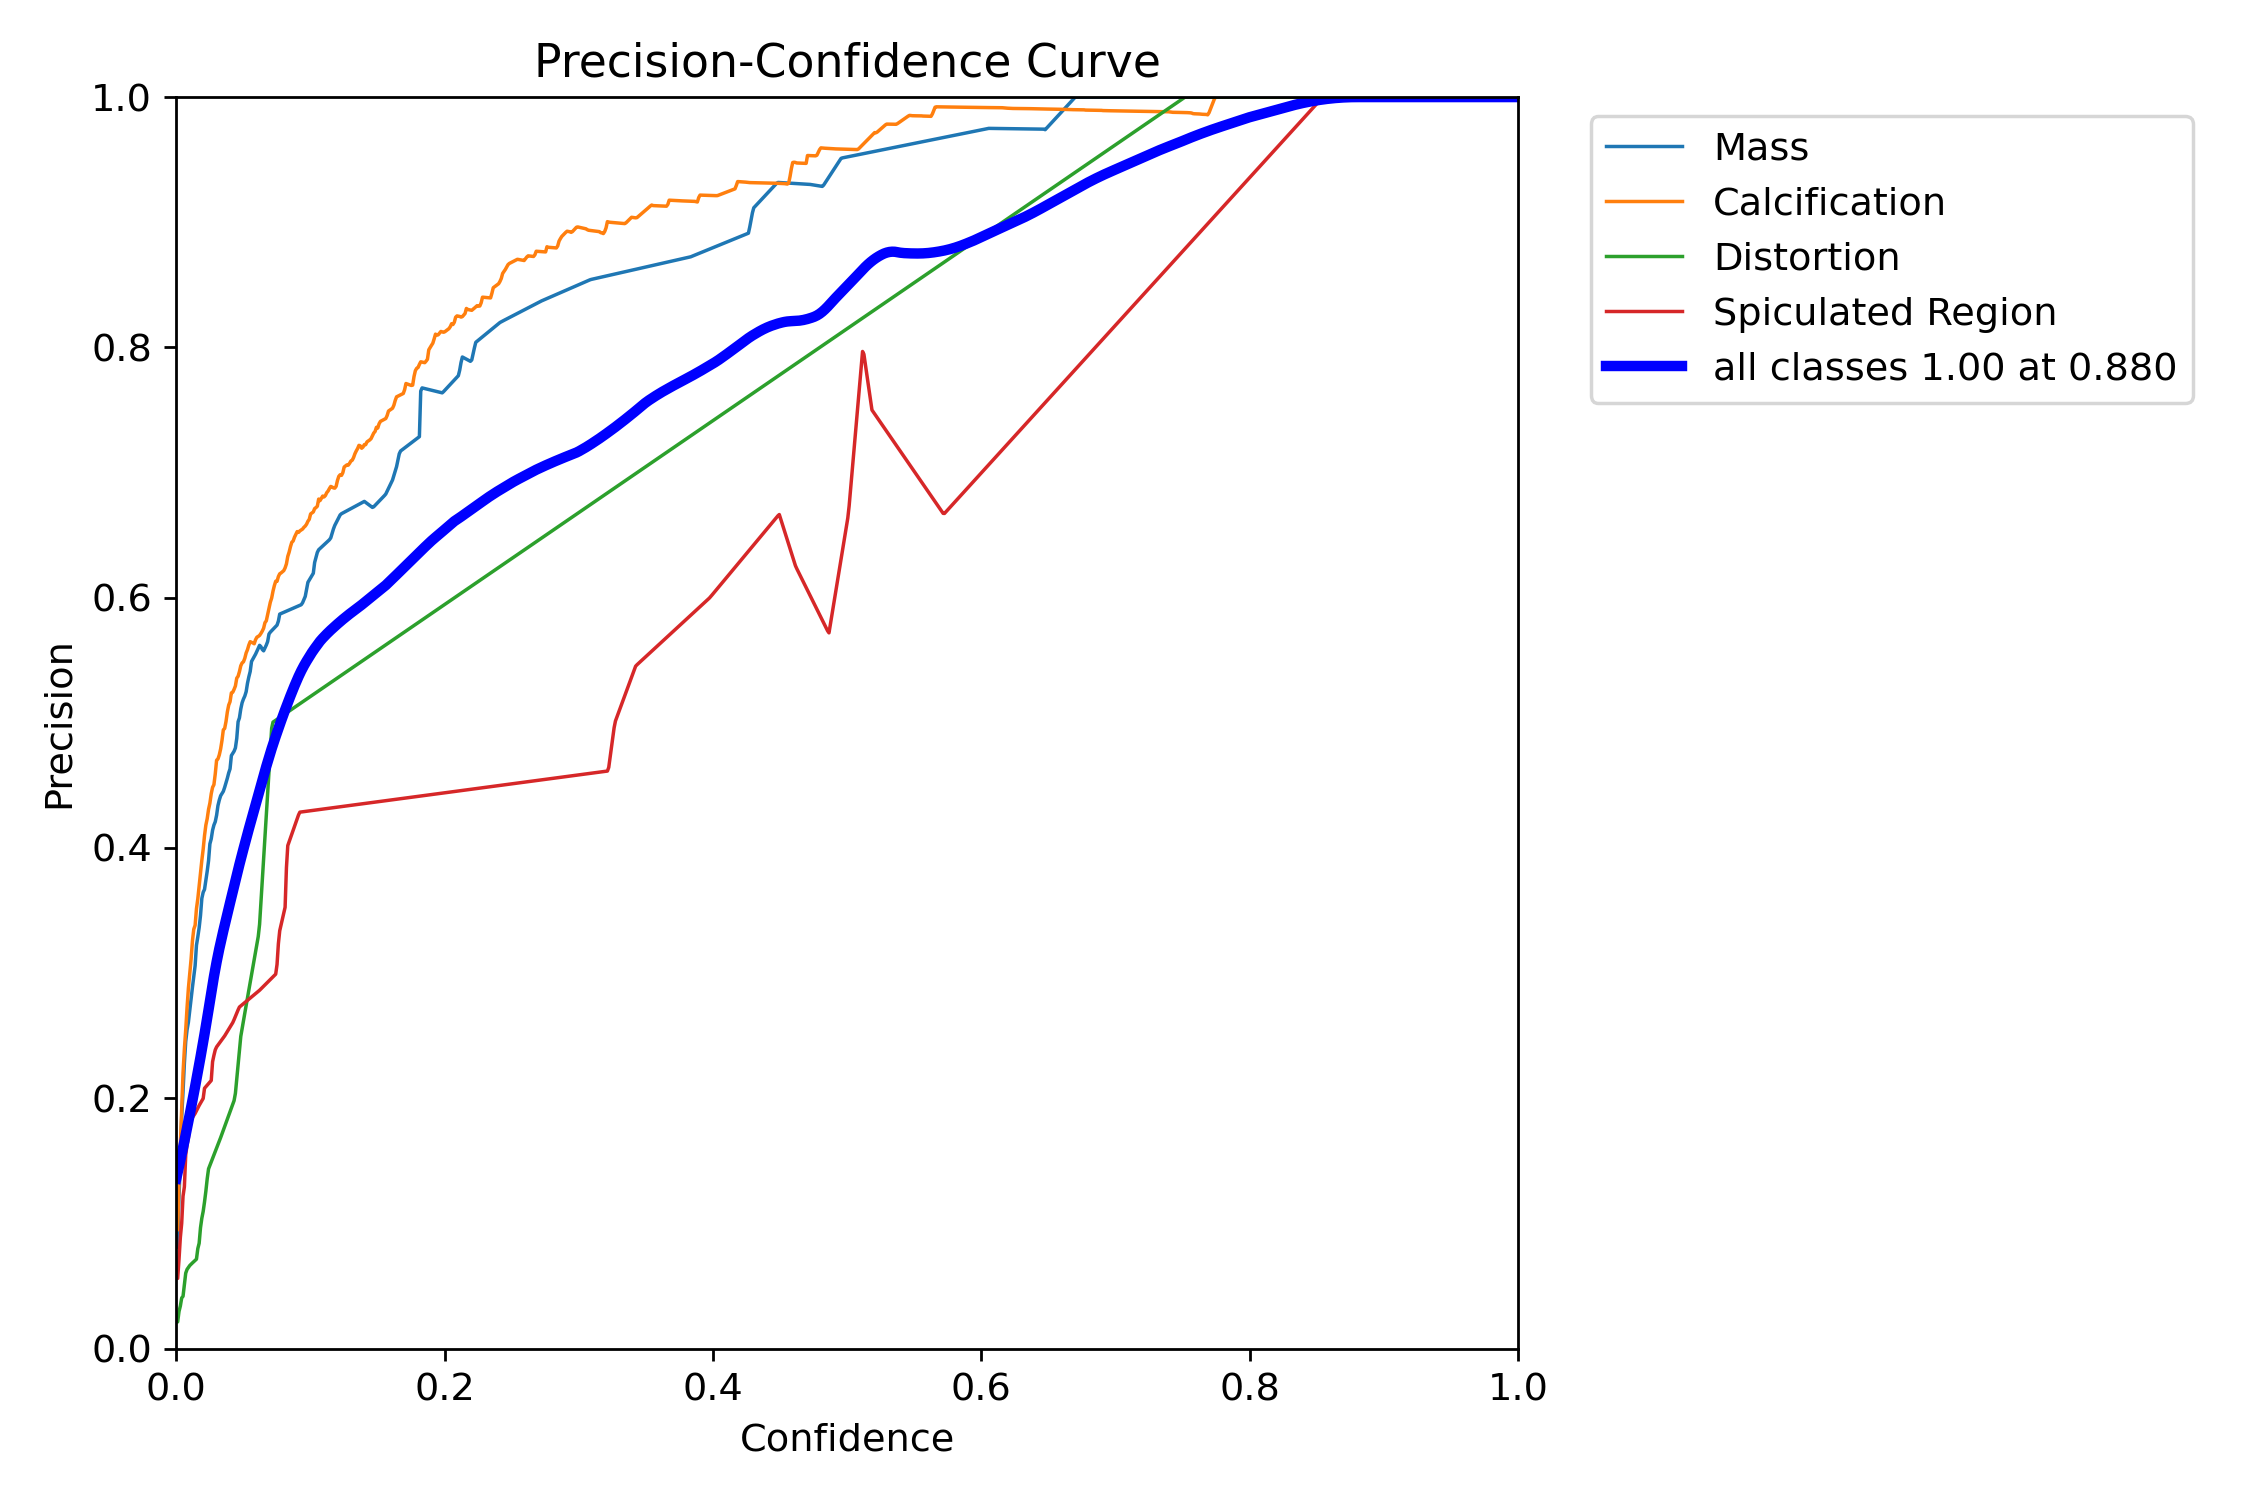 Precision-Confidence Curve
1.0
0.8
0.6
0.4
0.2
0.0
Precision
0.0 0.2 0.4 0.6 0.8 1.0
Confidence
Mass
Calcification
Distortion
Spiculated Region
all classes 1.00 at 0.880